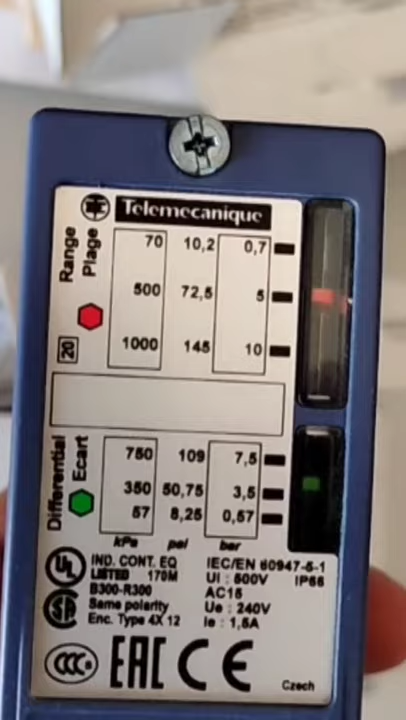 Telemecanique
Range
Plage
20
70 10,2 0,7
500 72,5 5
1000 145 10
Differential
Ecart
750 109 7,5
350 50,75 3,5
57 8,25 0,57
kPa psi bar
UL
IND. CONT. EQ
LISTED 170M
B300-R300
Same polarity
Enc. Type 4X 12
IEC/EN 60947-5-1
Ui : 500V IP66
AC15
Ue : 240V
Ie : 1,5A
CCC EAC CE
Czech